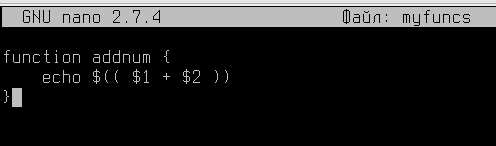 GNU nano 2.7.4 Файл: myfuncs
function addnum {
    echo $(( $1 + $2 ))
}